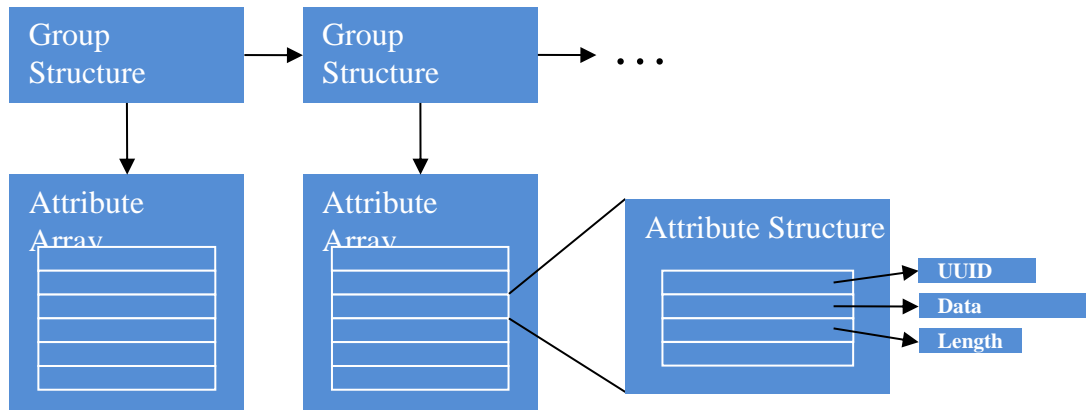 Group
Structure
Group
Structure
...
Attribute
Array
Attribute
Array
Attribute Structure
UUID
Data
Length